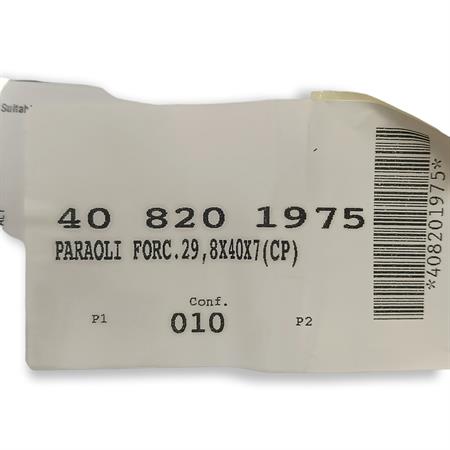 40 820 1975
PARAOLI FORC.29,8X40X7(CP)
Conf.
P1 010 P2
*408201975*